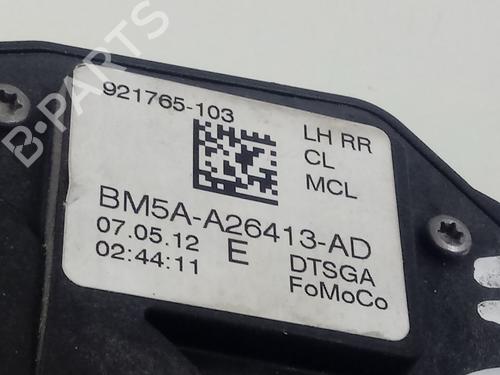 B-PARTS
921765-103
LH RR
CL
MCL
BM5A-A26413-AD
07.05.12 E DTSGA
02:44:11 FoMoCo